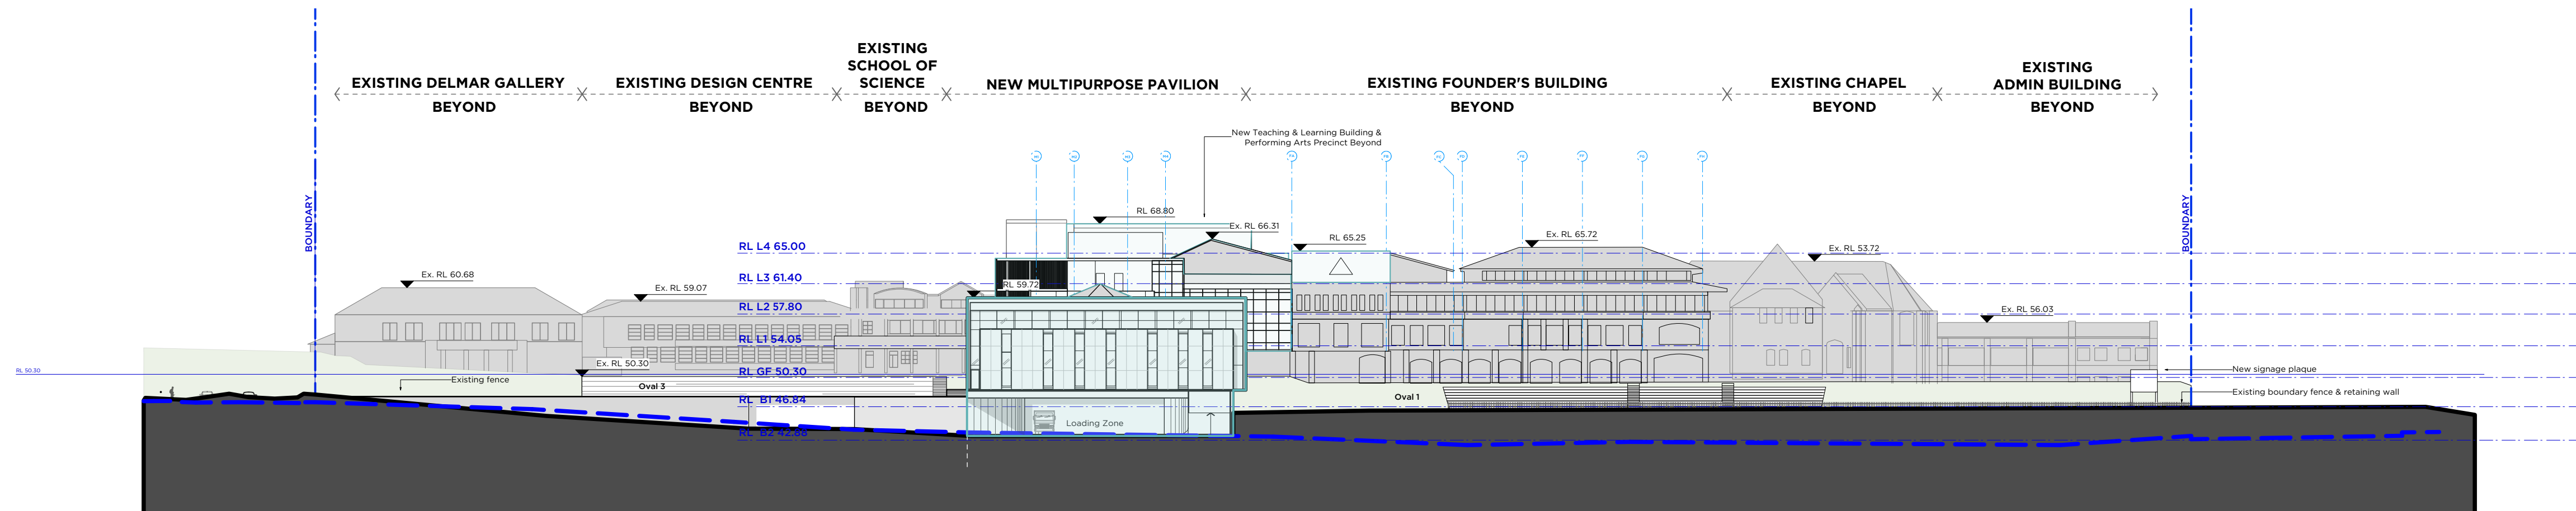 EXISTING DELMAR GALLERY
BEYOND
EXISTING DESIGN CENTRE
BEYOND
EXISTING
SCHOOL OF
SCIENCE
BEYOND
NEW MULTIPURPOSE PAVILION
EXISTING FOUNDER'S BUILDING
BEYOND
EXISTING CHAPEL
BEYOND
EXISTING
ADMIN BUILDING
BEYOND
New Teaching & Learning Building &
Performing Arts Precinct Beyond
BOUNDARY
BOUNDARY
RL 68.80
Ex. RL 66.31
RL 65.25
Ex. RL 65.72
Ex. RL 53.72
RL L4 65.00
RL L3 61.40
RL L2 57.80
RL L1 54.05
RL GF 50.30
RL B1 46.84
RL B2 42.88
Ex. RL 60.68
Ex. RL 59.07
RL 59.72
Ex. RL 56.03
Ex. RL 50.30
RL 50.30
Existing fence
Oval 3
Oval 1
Loading Zone
New signage plaque
Existing boundary fence & retaining wall